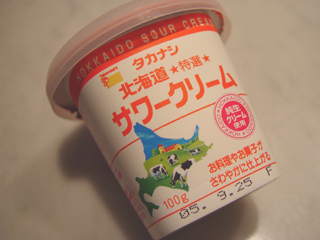 HOKKAIDO SOUR CREAM
タカナシ
北海道★特選★
サワークリーム
純生
クリーム
使用
お料理やお菓子が
さわやかに仕上がる
100g
05. 9.25 F